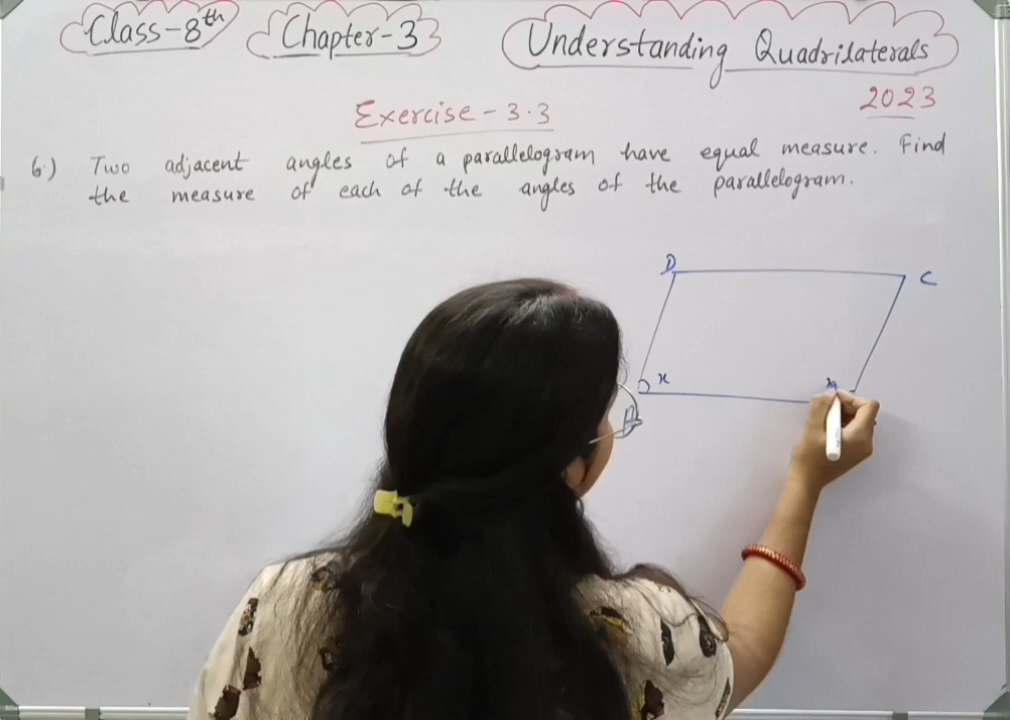 Class-8th Chapter-3 Understanding Quadrilaterals
Exercise-3.3 2023
6.) Two adjacent angles of a parallelogram have equal measure. Find
the measure of each of the angles of the parallelogram.
D C
x x
A